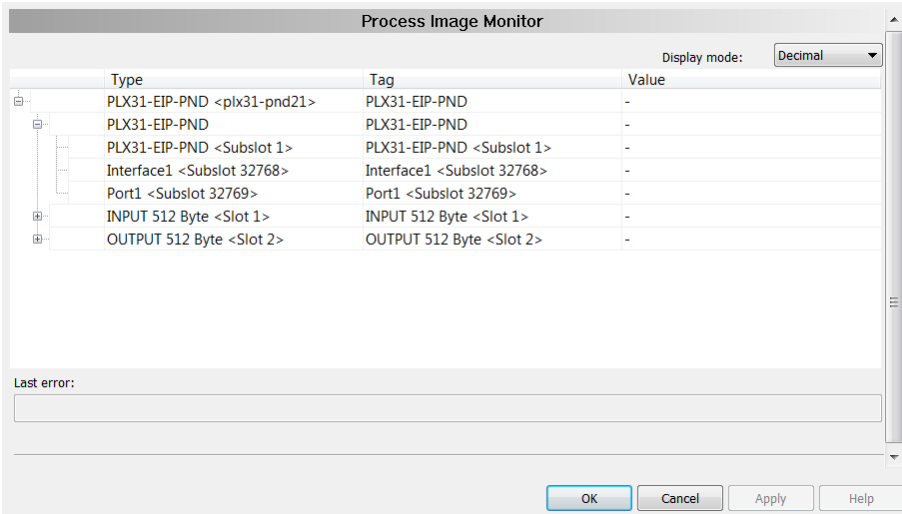 Process Image Monitor
Display mode: Decimal
Type Tag Value
PLX31-EIP-PND <plx31-pnd21> PLX31-EIP-PND -
PLX31-EIP-PND PLX31-EIP-PND -
PLX31-EIP-PND <Subslot 1> PLX31-EIP-PND <Subslot 1> -
Interface1 <Subslot 32768> Interface1 <Subslot 32768> -
Port1 <Subslot 32769> Port1 <Subslot 32769> -
INPUT 512 Byte <Slot 1> INPUT 512 Byte <Slot 1> -
OUTPUT 512 Byte <Slot 2> OUTPUT 512 Byte <Slot 2> -
Last error:
OK Cancel Apply Help